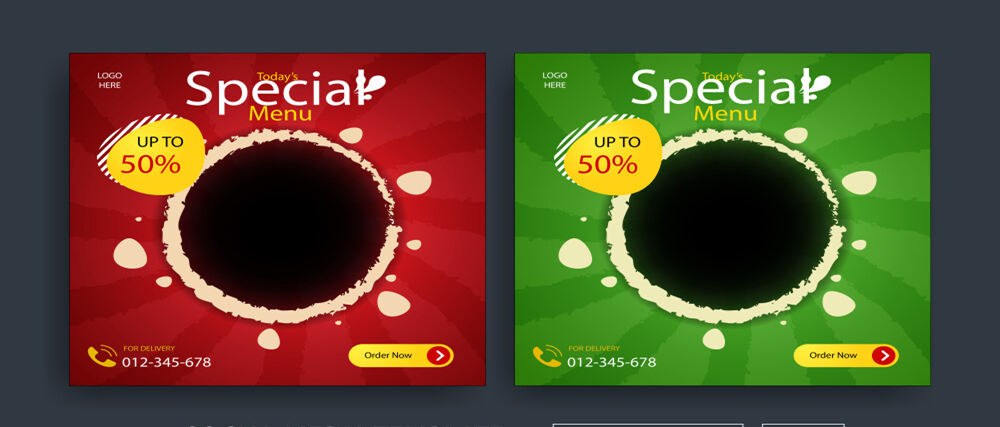 LOGO
HERE
Today's
Special
Menu
UP TO
50%
FOR DELIVERY
012-345-678
Order Now
LOGO
HERE
Today's
Special
Menu
UP TO
50%
FOR DELIVERY
012-345-678
Order Now